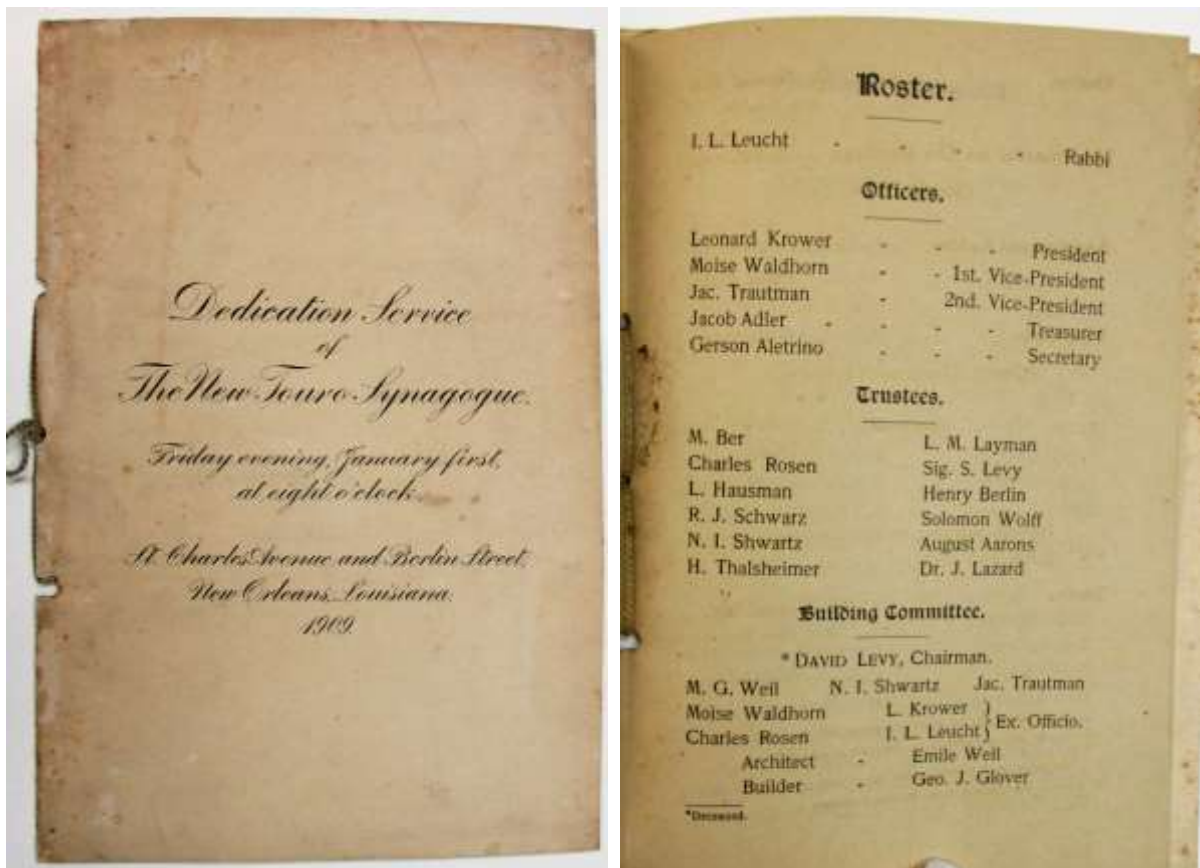 Dedication Service
of
The New Touro Synagogue.
Friday evening, January first,
at eight o'clock.
St. Charles Avenue and Berlin Street,
New Orleans, Louisiana.
1909.
Roster.
I. L. Leucht - - - - Rabbi
Officers.
Leonard Krower - - - President
Moise Waldhorn - - 1st. Vice-President
Jac. Trautman - 2nd. Vice-President
Jacob Adler - - - - Treasurer
Gerson Aletrino - - - Secretary
Trustees.
M. Ber L. M. Layman
Charles Rosen Sig. S. Levy
L. Hausman Henry Berlin
R. J. Schwarz Solomon Wolff
N. I. Shwartz August Aarons
H. Thalsheimer Dr. J. Lazard
Building Committee.
* DAVID LEVY, Chairman.
M. G. Weil N. I. Shwartz Jac. Trautman
Moise Waldhorn L. Krower } Ex. Officio.
Charles Rosen I. L. Leucht }
Architect - Emile Weil
Builder - Geo. J. Glover
*Deceased.